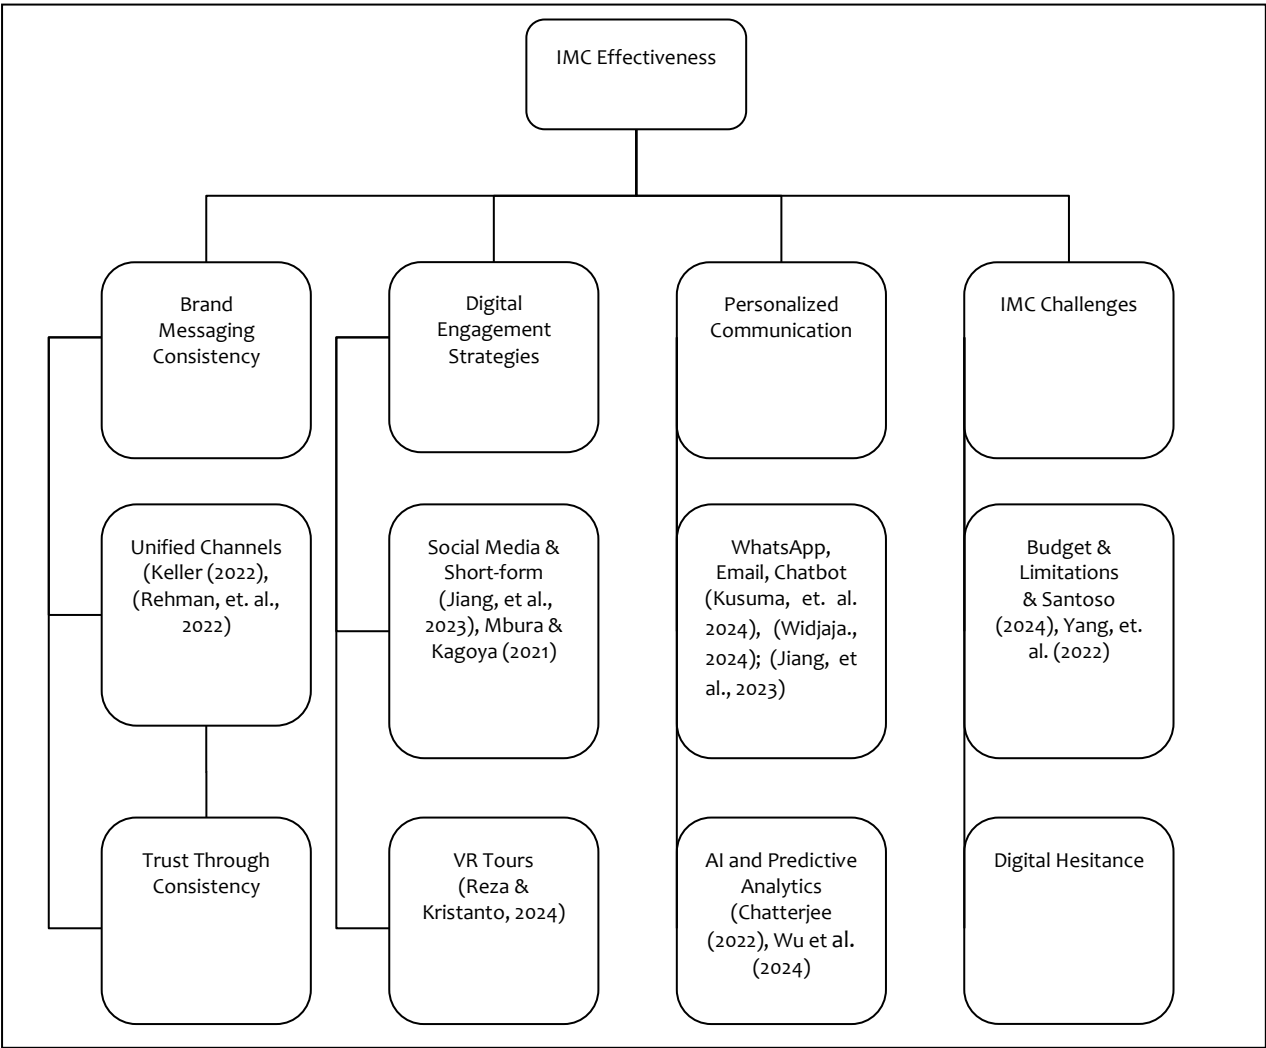 IMC Effectiveness
Brand
Messaging
Consistency
Digital
Engagement
Strategies
Personalized
Communication
IMC Challenges
Unified Channels
(Keller (2022),
(Rehman, et. al.,
2022)
Social Media &
Short-form
(Jiang, et al.,
2023), Mbura &
Kagoya (2021)
WhatsApp,
Email, Chatbot
(Kusuma, et. al.
2024), (Widjaja.,
2024); (Jiang, et
al., 2023)
Budget &
Limitations
& Santoso
(2024), Yang, et.
al. (2022)
Trust Through
Consistency
VR Tours
(Reza &
Kristanto, 2024)
AI and Predictive
Analytics
(Chatterjee
(2022), Wu et al.
(2024)
Digital Hesitance